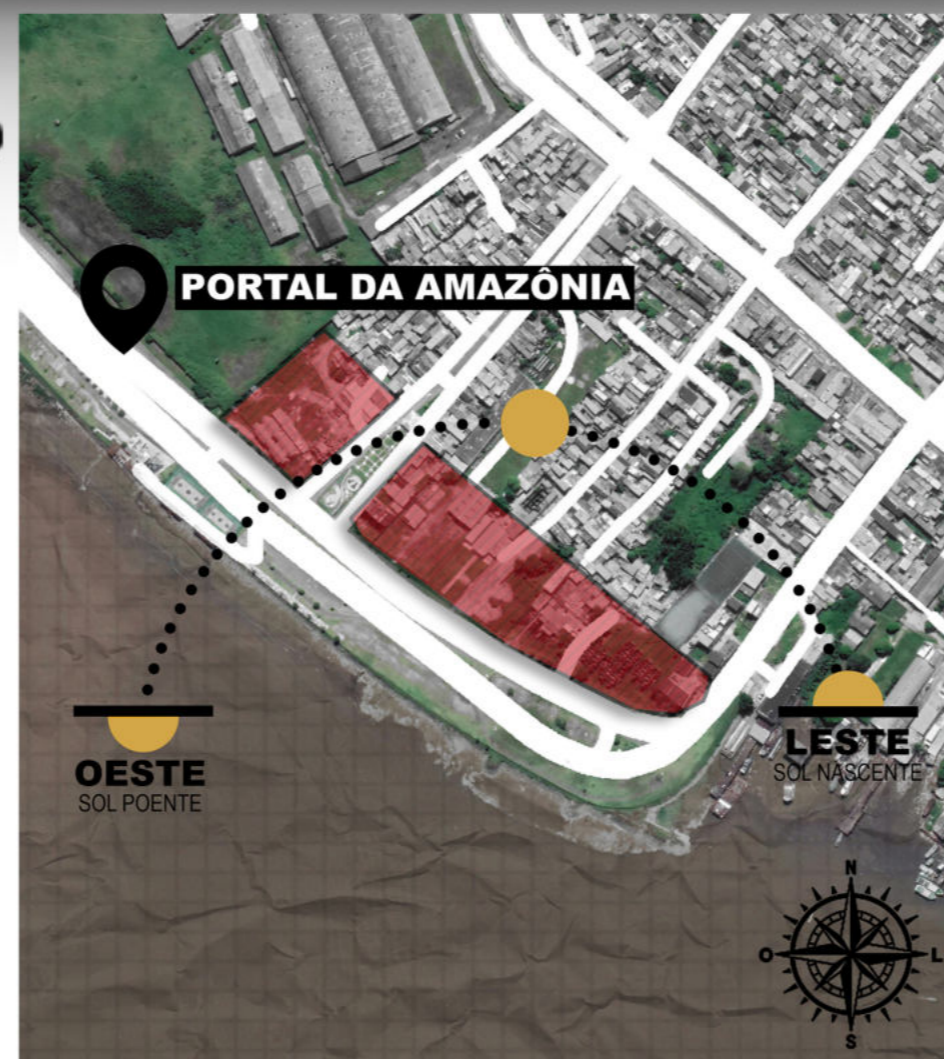 PORTAL DA AMAZÔNIA
OESTE
SOL POENTE
LESTE
SOL NASCENTE
N
O
L
S